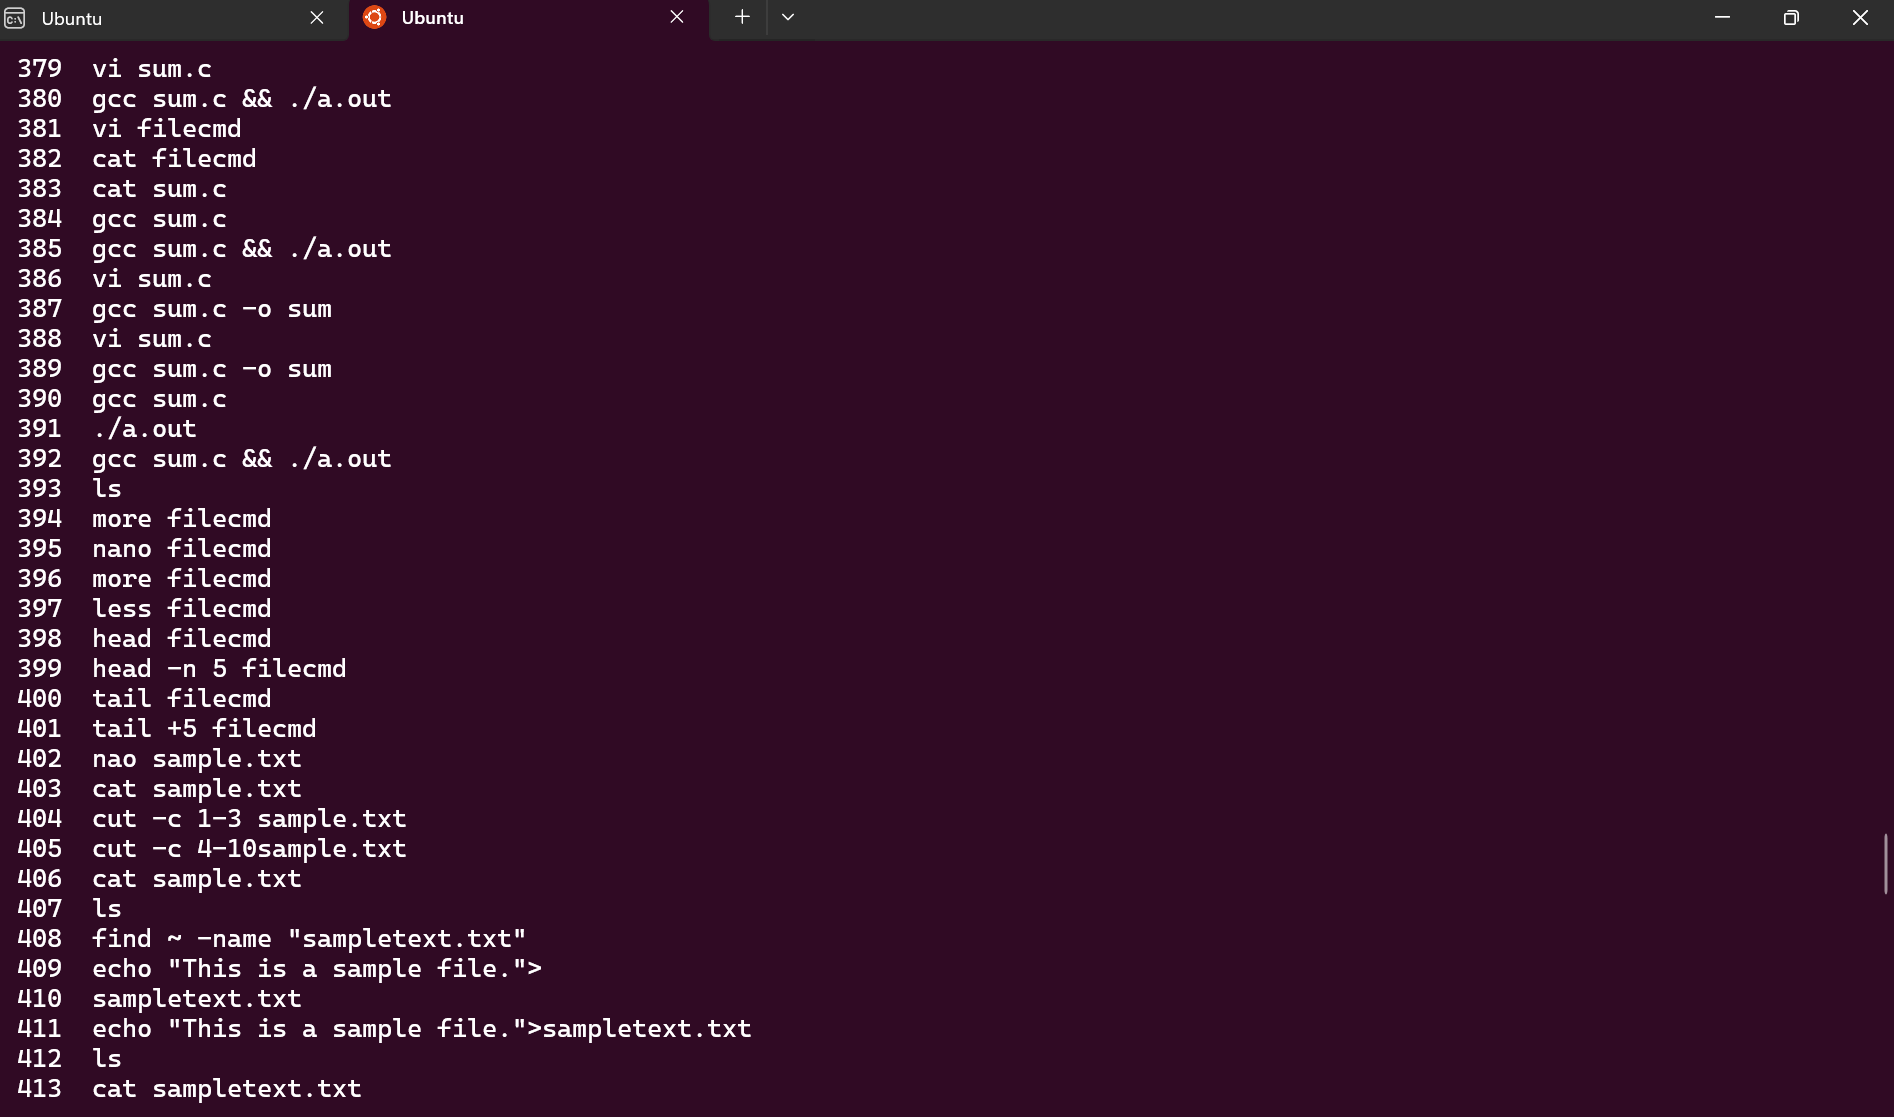 Ubuntu
Ubuntu
379 vi sum.c
380 gcc sum.c && ./a.out
381 vi filecmd
382 cat filecmd
383 cat sum.c
384 gcc sum.c
385 gcc sum.c && ./a.out
386 vi sum.c
387 gcc sum.c -o sum
388 vi sum.c
389 gcc sum.c -o sum
390 gcc sum.c
391 ./a.out
392 gcc sum.c && ./a.out
393 ls
394 more filecmd
395 nano filecmd
396 more filecmd
397 less filecmd
398 head filecmd
399 head -n 5 filecmd
400 tail filecmd
401 tail +5 filecmd
402 nao sample.txt
403 cat sample.txt
404 cut -c 1-3 sample.txt
405 cut -c 4-10sample.txt
406 cat sample.txt
407 ls
408 find ~ -name "sampletext.txt"
409 echo "This is a sample file.">
410 sampletext.txt
411 echo "This is a sample file.">sampletext.txt
412 ls
413 cat sampletext.txt